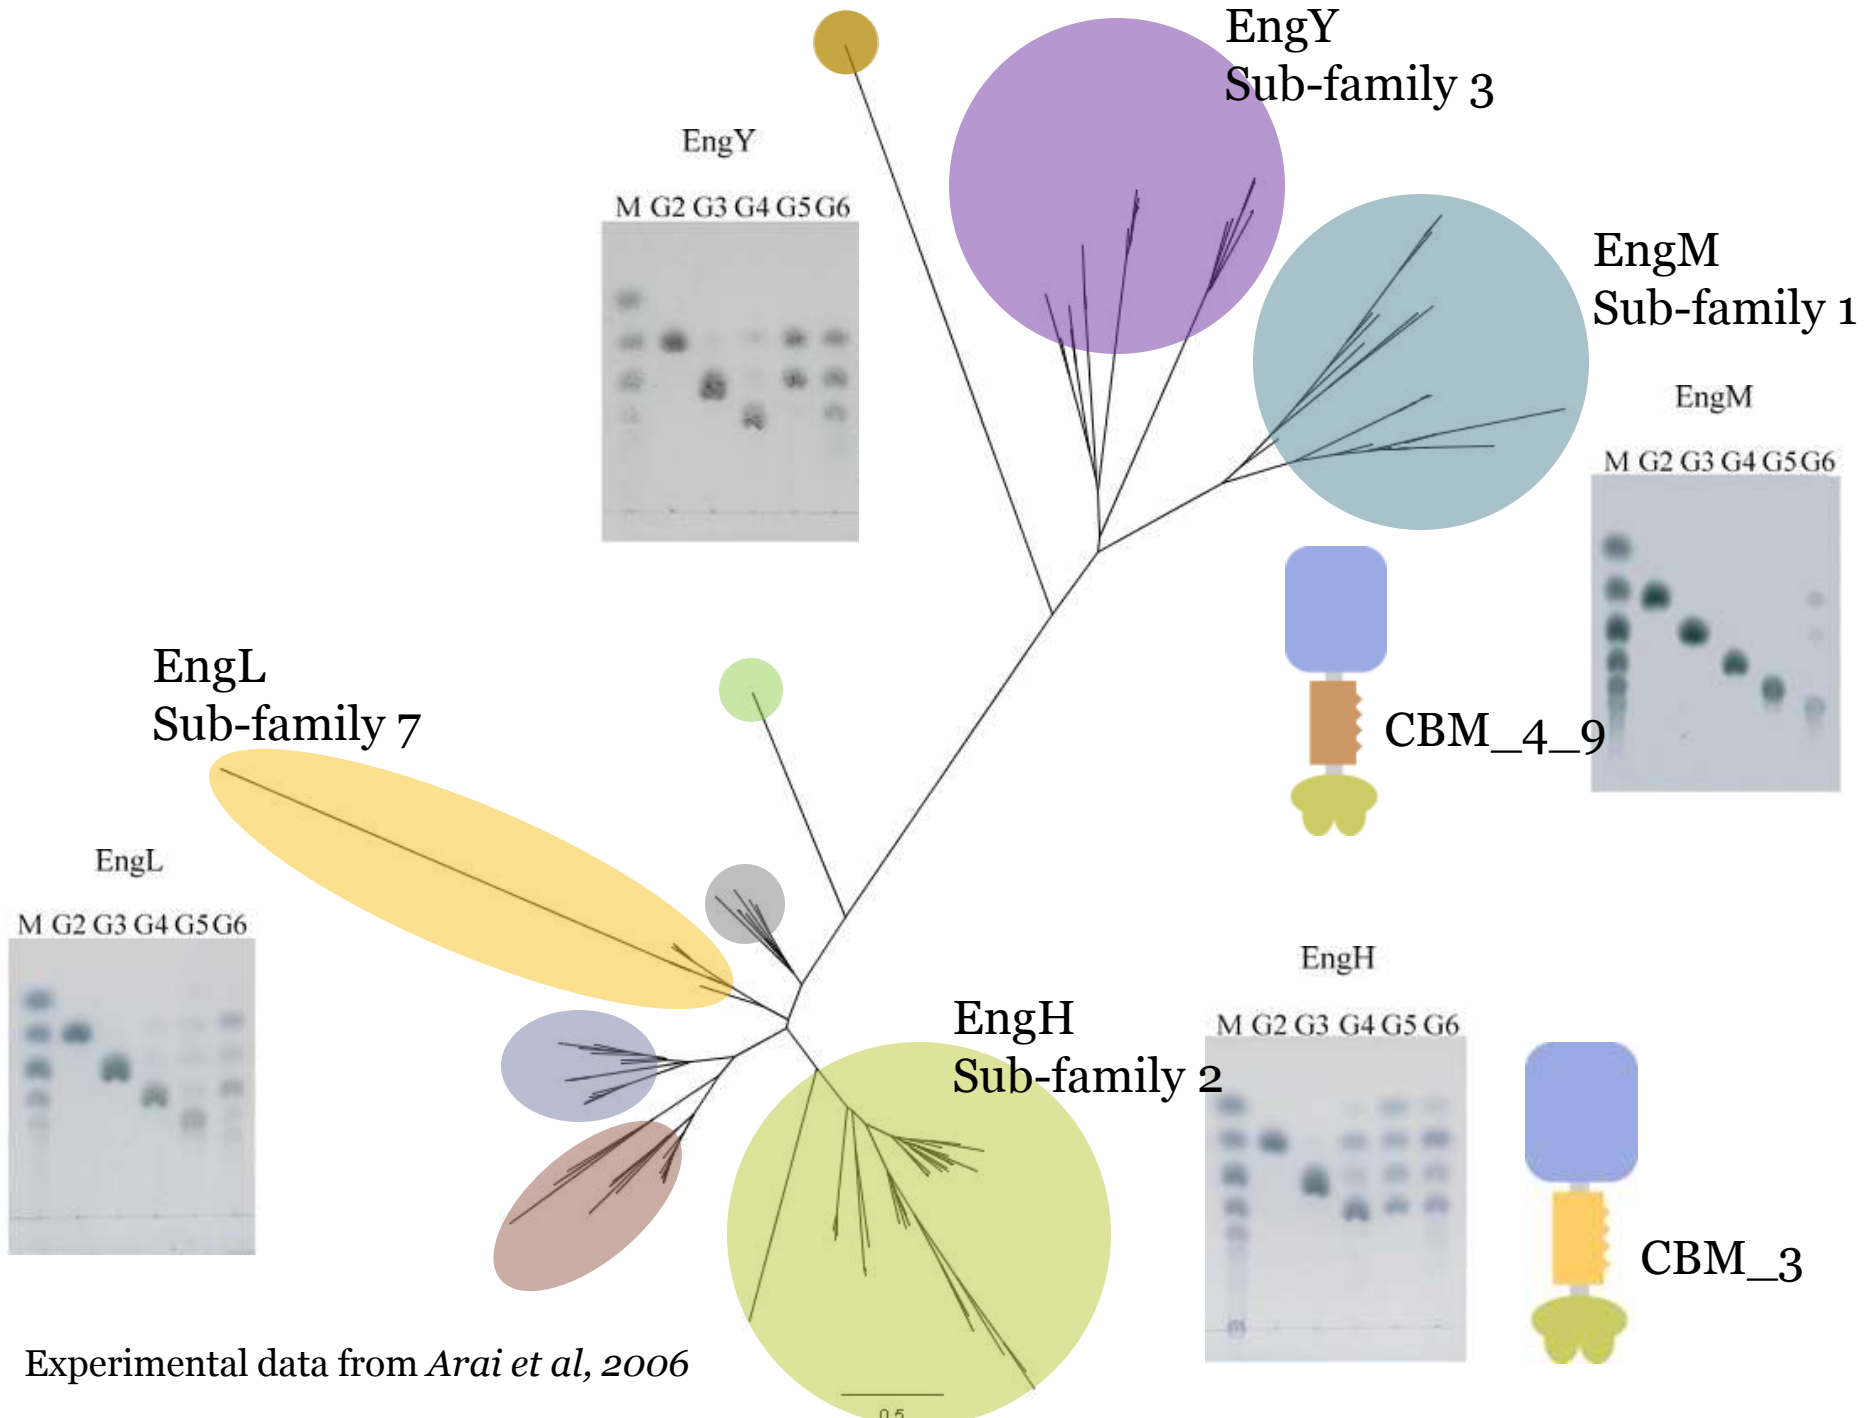 EngY
Sub-family 3
EngY
M G2 G3 G4 G5 G6
EngM
Sub-family 1
EngM
M G2 G3 G4 G5 G6
CBM_4_9
EngL
Sub-family 7
EngL
M G2 G3 G4 G5 G6
EngH
Sub-family 2
EngH
M G2 G3 G4 G5 G6
CBM_3
Experimental data from Arai et al, 2006
0.5